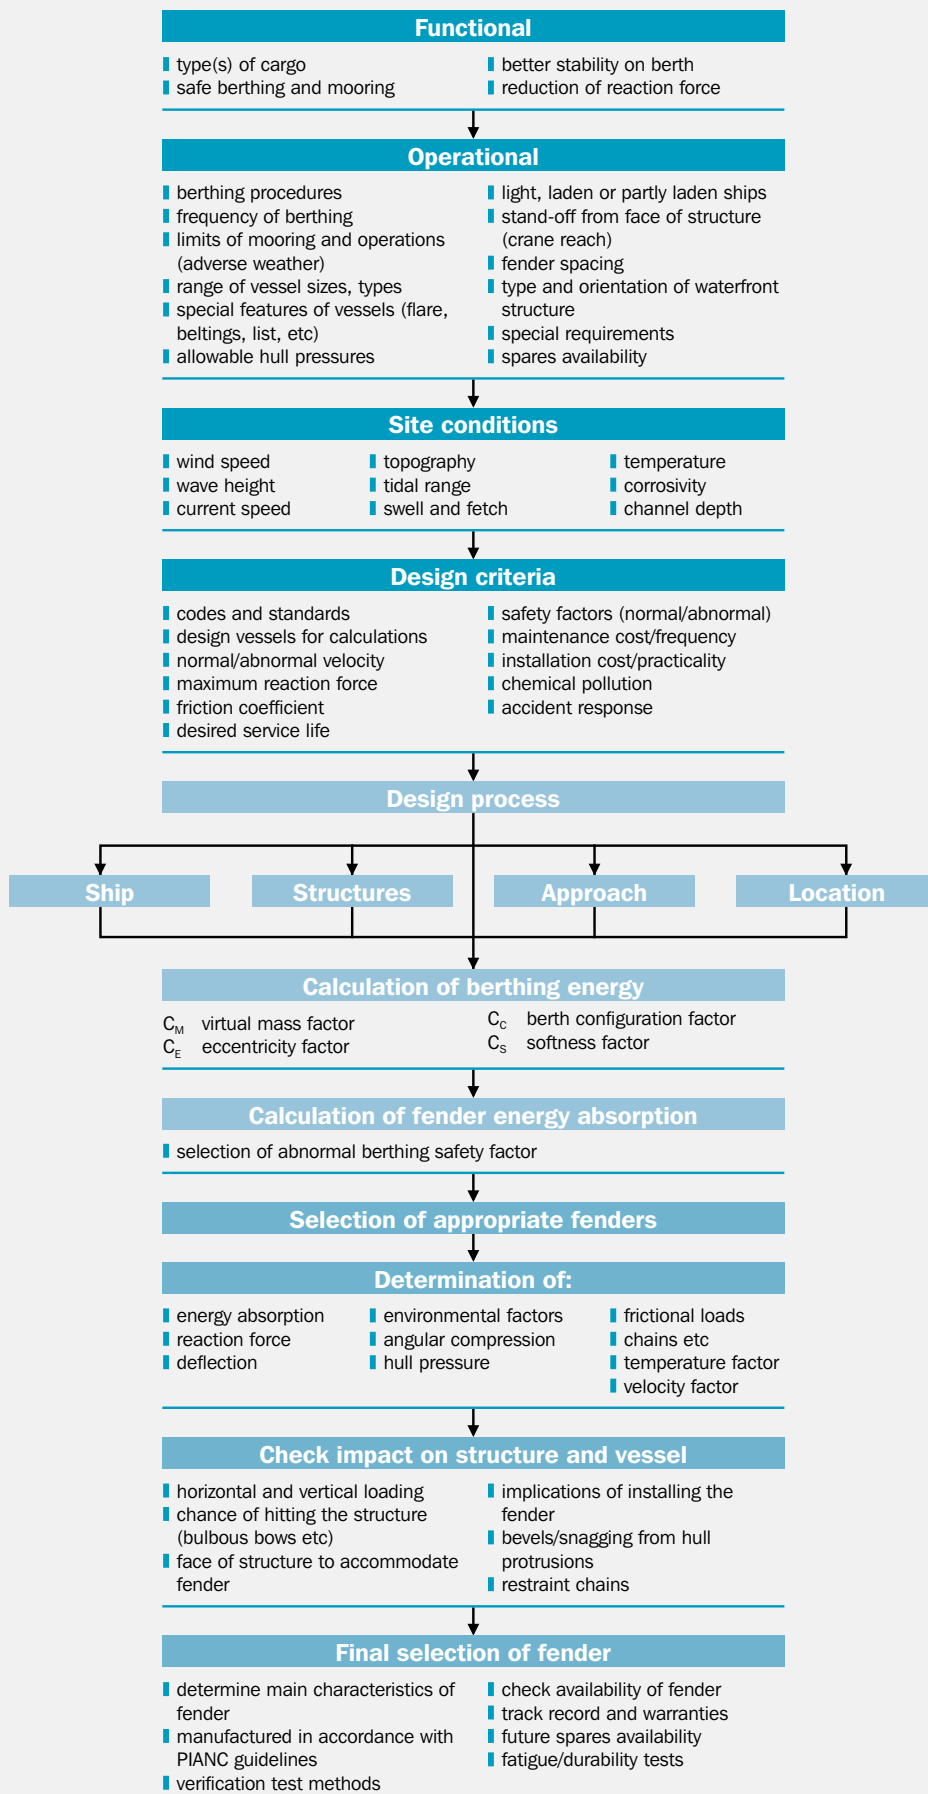 Functional
type(s) of cargo
safe berthing and mooring
better stability on berth
reduction of reaction force
Operational
berthing procedures
frequency of berthing
limits of mooring and operations
(adverse weather)
range of vessel sizes, types
special features of vessels (flare,
beltings, list, etc)
allowable hull pressures
light, laden or partly laden ships
stand-off from face of structure
(crane reach)
fender spacing
type and orientation of waterfront
structure
special requirements
spares availability
Site conditions
wind speed
wave height
current speed
topography
tidal range
swell and fetch
temperature
corrosivity
channel depth
Design criteria
codes and standards
design vessels for calculations
normal/abnormal velocity
maximum reaction force
friction coefficient
desired service life
safety factors (normal/abnormal)
maintenance cost/frequency
installation cost/practicality
chemical pollution
accident response
Design process
Ship
Structures
Approach
Location
Calculation of berthing energy
CM virtual mass factor
CE eccentricity factor
CC berth configuration factor
CS softness factor
Calculation of fender energy absorption
selection of abnormal berthing safety factor
Selection of appropriate fenders
Determination of:
energy absorption
reaction force
deflection
environmental factors
angular compression
hull pressure
frictional loads
chains etc
temperature factor
velocity factor
Check impact on structure and vessel
horizontal and vertical loading
chance of hitting the structure
(bulbous bows etc)
face of structure to accommodate
fender
implications of installing the
fender
bevels/snagging from hull
protrusions
restraint chains
Final selection of fender
determine main characteristics of
fender
manufactured in accordance with
PIANC guidelines
verification test methods
check availability of fender
track record and warranties
future spares availability
fatigue/durability tests